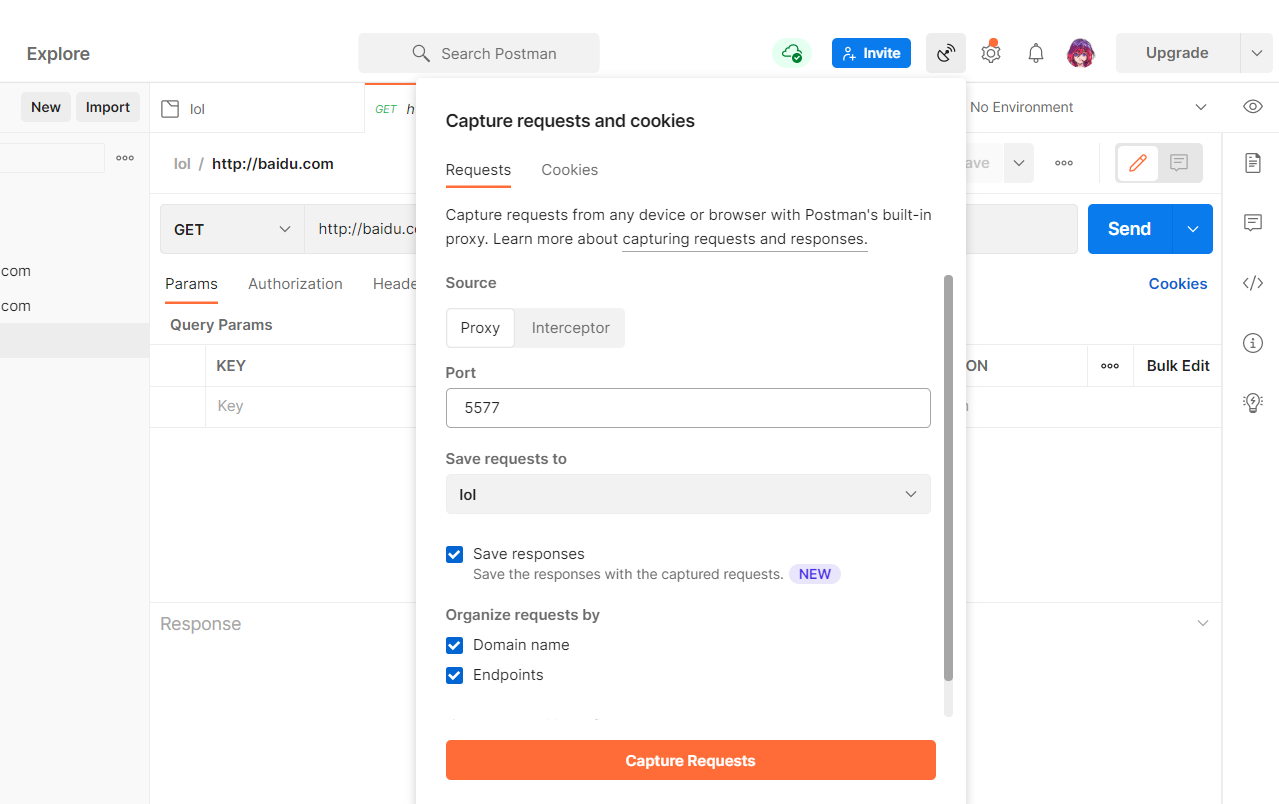 Explore
Search Postman
Invite
Upgrade
New
Import
lol
GET
No Environment
lol / http://baidu.com
GET
http://baidu.co
Send
com
com
Params
Authorization
Cookies
Query Params
KEY
ON
Bulk Edit
Key
Response
Capture requests and cookies
Requests
Cookies
Capture requests from any device or browser with Postman's built-in
proxy. Learn more about capturing requests and responses.
Source
Proxy
Interceptor
Port
5577
Save requests to
lol
Save responses
Save the responses with the captured requests. NEW
Organize requests by
Domain name
Endpoints
Capture Requests